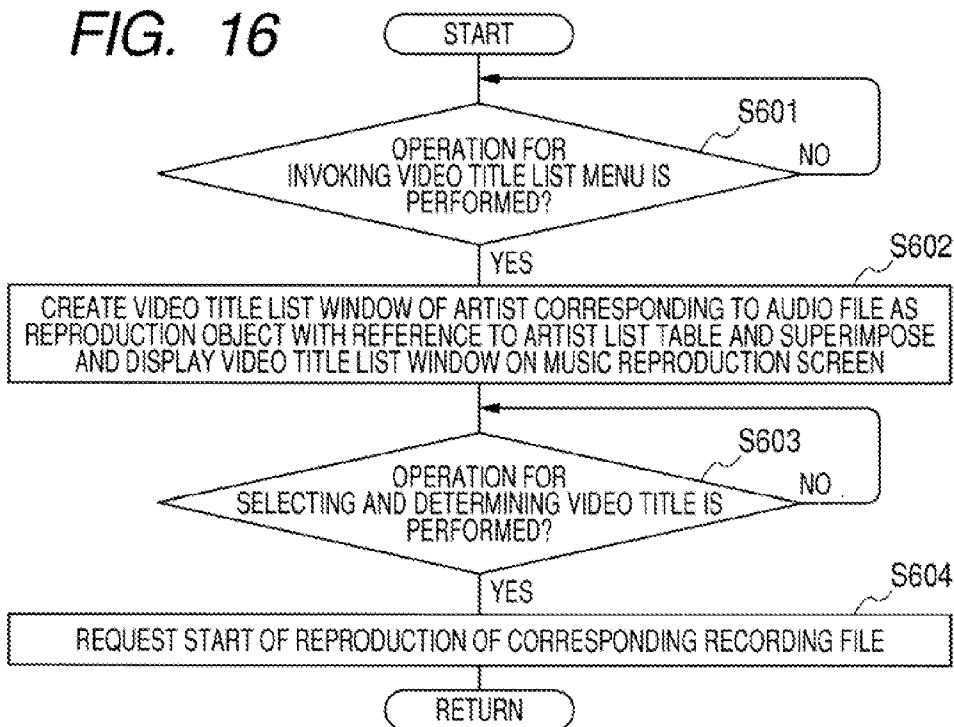 FIG. 16
START
S601
OPERATION FOR
INVOKING VIDEO TITLE LIST MENU IS
PERFORMED?
NO
YES
S602
CREATE VIDEO TITLE LIST WINDOW OF ARTIST CORRESPONDING TO AUDIO FILE AS
REPRODUCTION OBJECT WITH REFERENCE TO ARTIST LIST TABLE AND SUPERIMPOSE
AND DISPLAY VIDEO TITLE LIST WINDOW ON MUSIC REPRODUCTION SCREEN
S603
OPERATION FOR
SELECTING AND DETERMINING VIDEO TITLE IS
PERFORMED?
NO
YES
S604
REQUEST START OF REPRODUCTION OF CORRESPONDING RECORDING FILE
RETURN